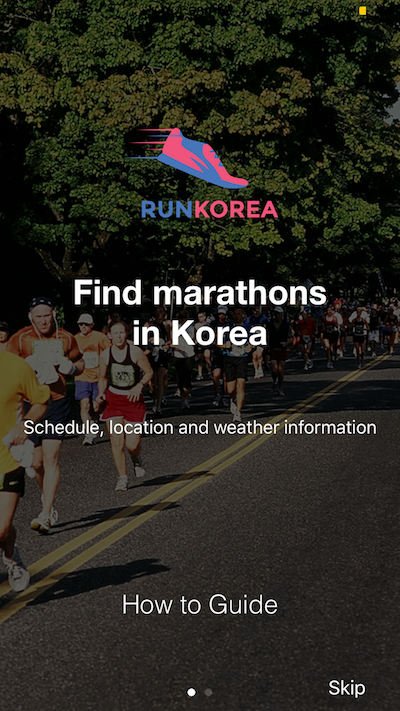 RUNKOREA
Find marathons
in Korea
Schedule, location and weather information
How to Guide
Skip